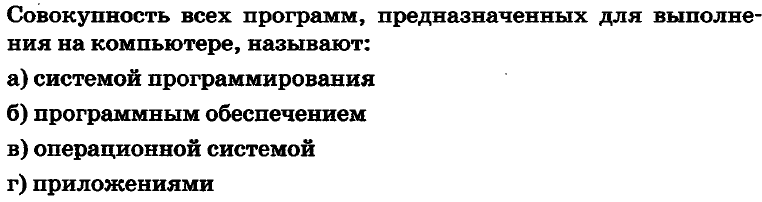 Совокупность всех программ, предназначенных для выполне-
ния на компьютере, называют:
а) системой программирования
б) программным обеспечением
в) операционной системой
г) приложениями